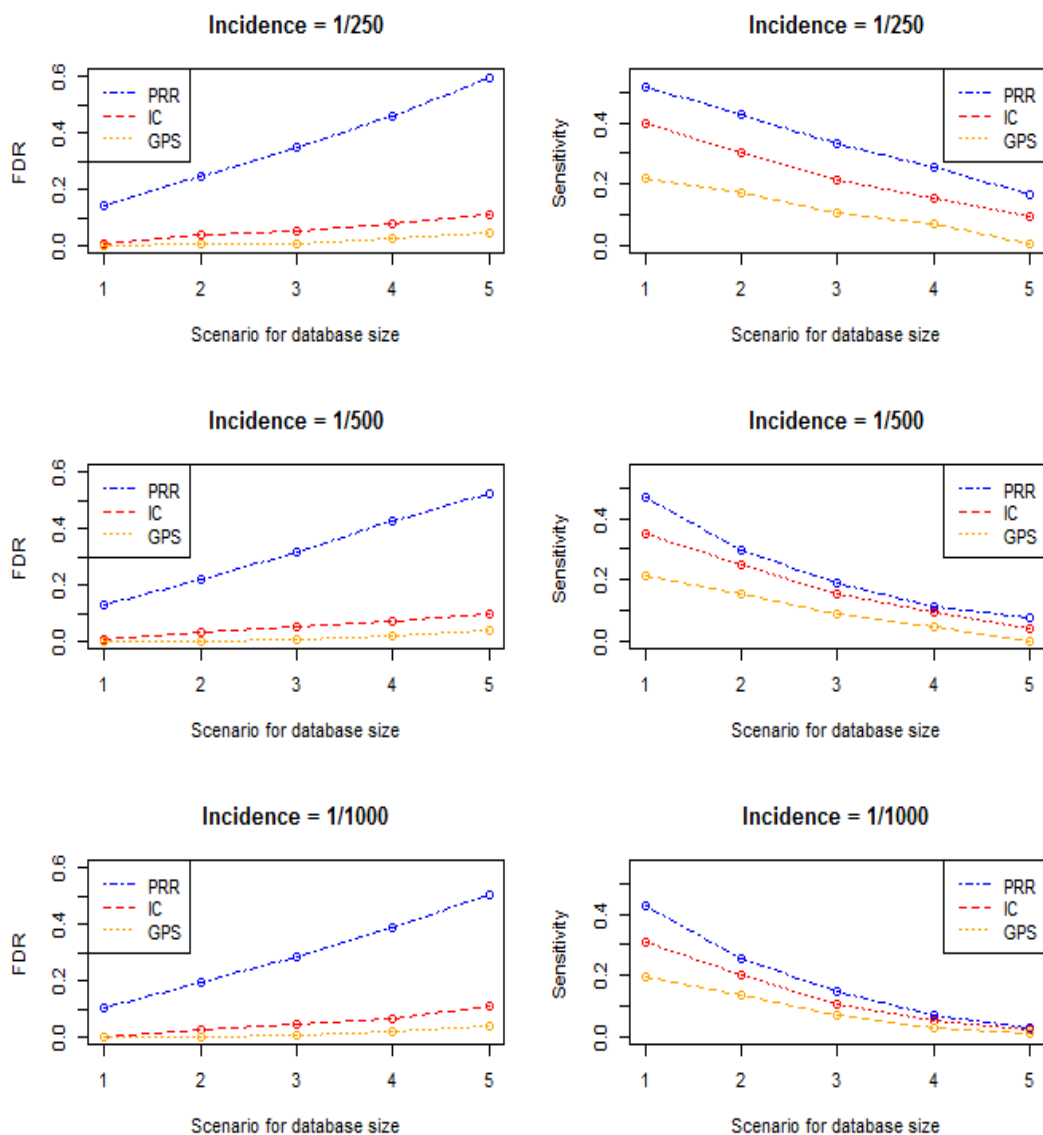 Incidence = 1/250
FDR
0.0 0.2 0.4 0.6
PRR
IC
GPS
1 2 3 4 5
Scenario for database size
Incidence = 1/250
Sensitivity
0.0 0.2 0.4
PRR
IC
GPS
1 2 3 4 5
Scenario for database size
Incidence = 1/500
FDR
0.0 0.2 0.4 0.6
PRR
IC
GPS
1 2 3 4 5
Scenario for database size
Incidence = 1/500
Sensitivity
0.0 0.2 0.4
PRR
IC
GPS
1 2 3 4 5
Scenario for database size
Incidence = 1/1000
FDR
0.0 0.2 0.4 0.6
PRR
IC
GPS
1 2 3 4 5
Scenario for database size
Incidence = 1/1000
Sensitivity
0.0 0.2 0.4
PRR
IC
GPS
1 2 3 4 5
Scenario for database size